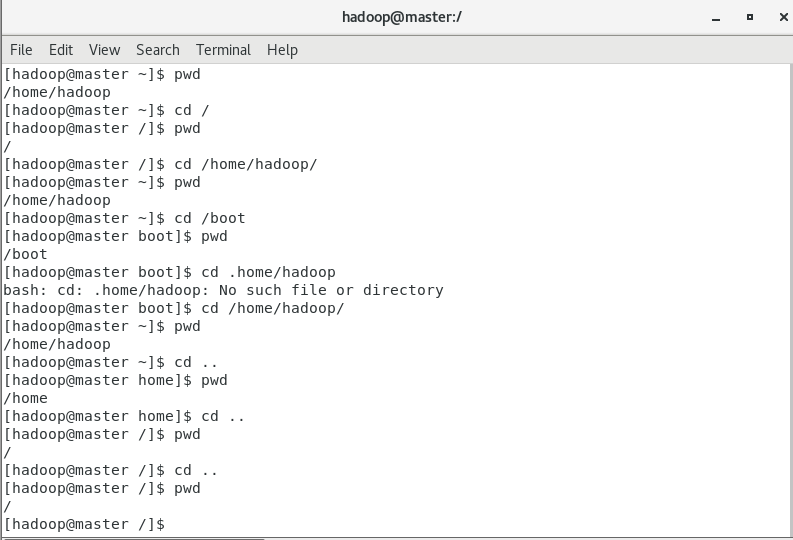 hadoop@master:/
File Edit View Search Terminal Help
[hadoop@master ~]$ pwd
/home/hadoop
[hadoop@master ~]$ cd /
[hadoop@master /]$ pwd
/
[hadoop@master /]$ cd /home/hadoop/
[hadoop@master ~]$ pwd
/home/hadoop
[hadoop@master ~]$ cd /boot
[hadoop@master boot]$ pwd
/boot
[hadoop@master boot]$ cd .home/hadoop
bash: cd: .home/hadoop: No such file or directory
[hadoop@master boot]$ cd /home/hadoop/
[hadoop@master ~]$ pwd
/home/hadoop
[hadoop@master ~]$ cd ..
[hadoop@master home]$ pwd
/home
[hadoop@master home]$ cd ..
[hadoop@master /]$ pwd
/
[hadoop@master /]$ cd ..
[hadoop@master /]$ pwd
/
[hadoop@master /]$